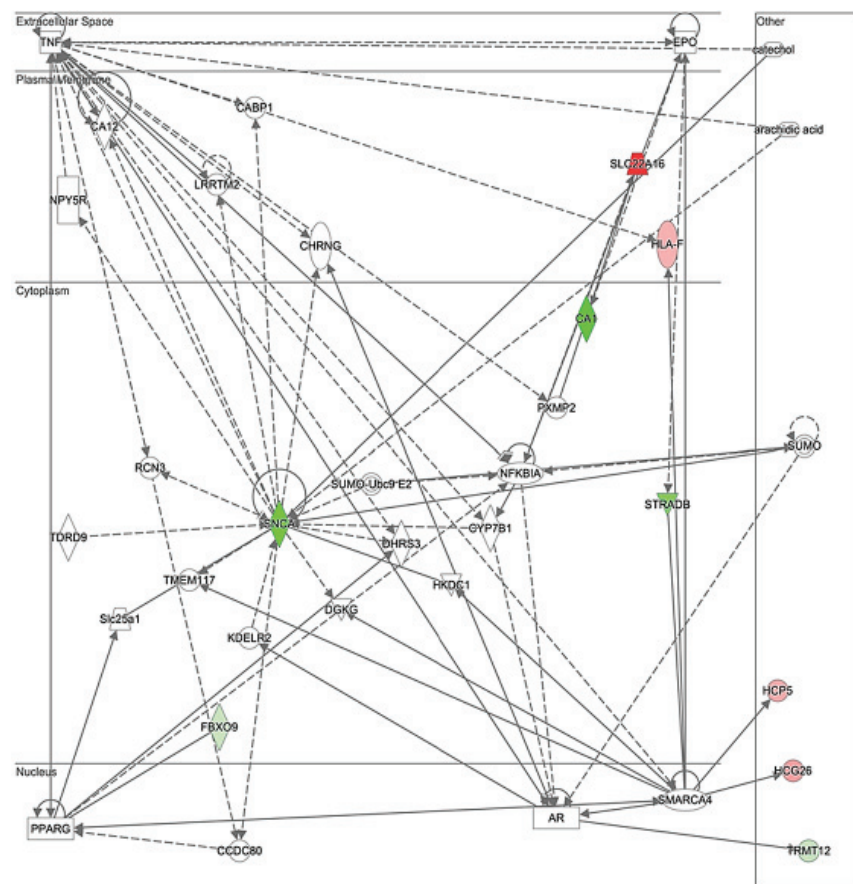 Extracellular Space
Other
TNF
EPO
catechol
Plasma Membrane
CABP1
CA12
arachidic acid
SLC22A16
LRRTM2
NPY5R
CHRNG
HLA-F
Cytoplasm
CA1
PXMP2
SUMO
RCN3
NFKBIA
SUMO-Ubc9 E2
STRADB
SNCA
CYP7B1
TDRD9
DHRS3
TMEM117
HKDC1
DGKG
Slc25a1
KDELR2
HCP5
FBXO9
Nucleus
HCG26
SMARCA4
AR
PPARG
CCDC80
TRMT12